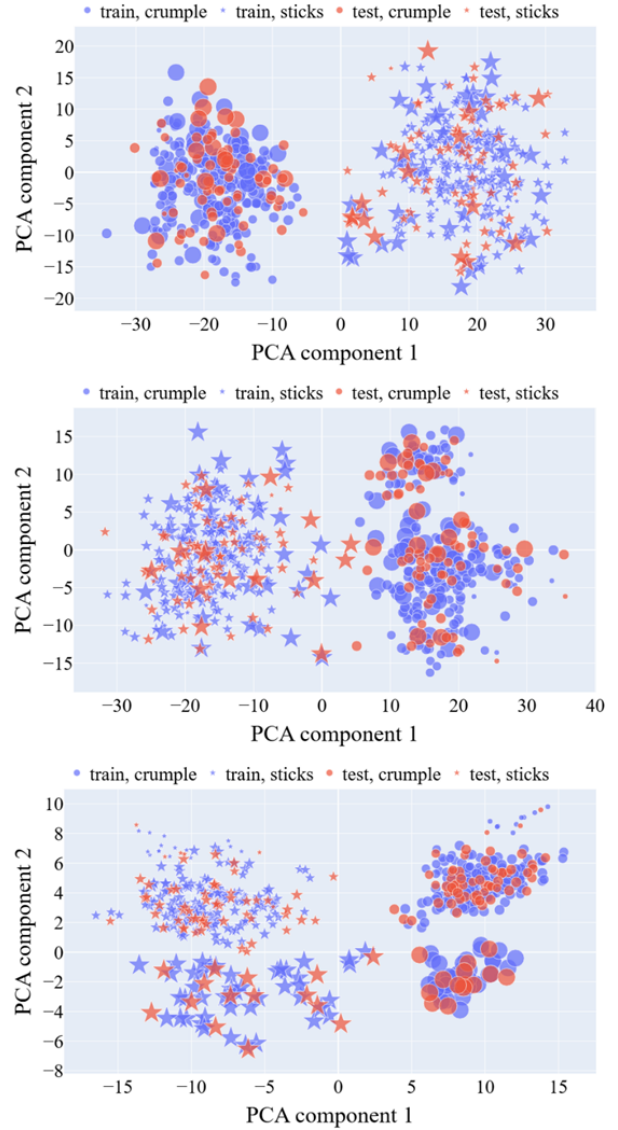 train, crumple train, sticks test, crumple test, sticks
20
15
10
5
0
−5
−10
−15
−20
PCA component 2
−30 −20 −10 0 10 20 30
PCA component 1
train, crumple train, sticks test, crumple test, sticks
15
10
5
0
−5
−10
−15
PCA component 2
−30 −20 −10 0 10 20 30 40
PCA component 1
train, crumple train, sticks test, crumple test, sticks
10
8
6
4
2
0
−2
−4
−6
−8
PCA component 2
−15 −10 −5 0 5 10 15
PCA component 1